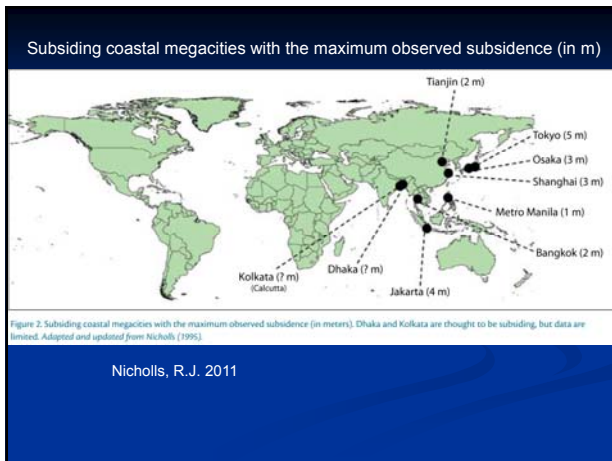 Subsiding coastal megacities with the maximum observed subsidence (in m)
Tianjin (2 m)
Tokyo (5 m)
Osaka (3 m)
Shanghai (3 m)
Metro Manila (1 m)
Bangkok (2 m)
Kolkata (? m)
(Calcutta)
Dhaka (? m)
Jakarta (4 m)
Figure 2. Subsiding coastal megacities with the maximum observed subsidence (in meters). Dhaka and Kolkata are thought to be subsiding, but data are
limited. Adapted and updated from Nicholls (1995).
Nicholls, R.J. 2011